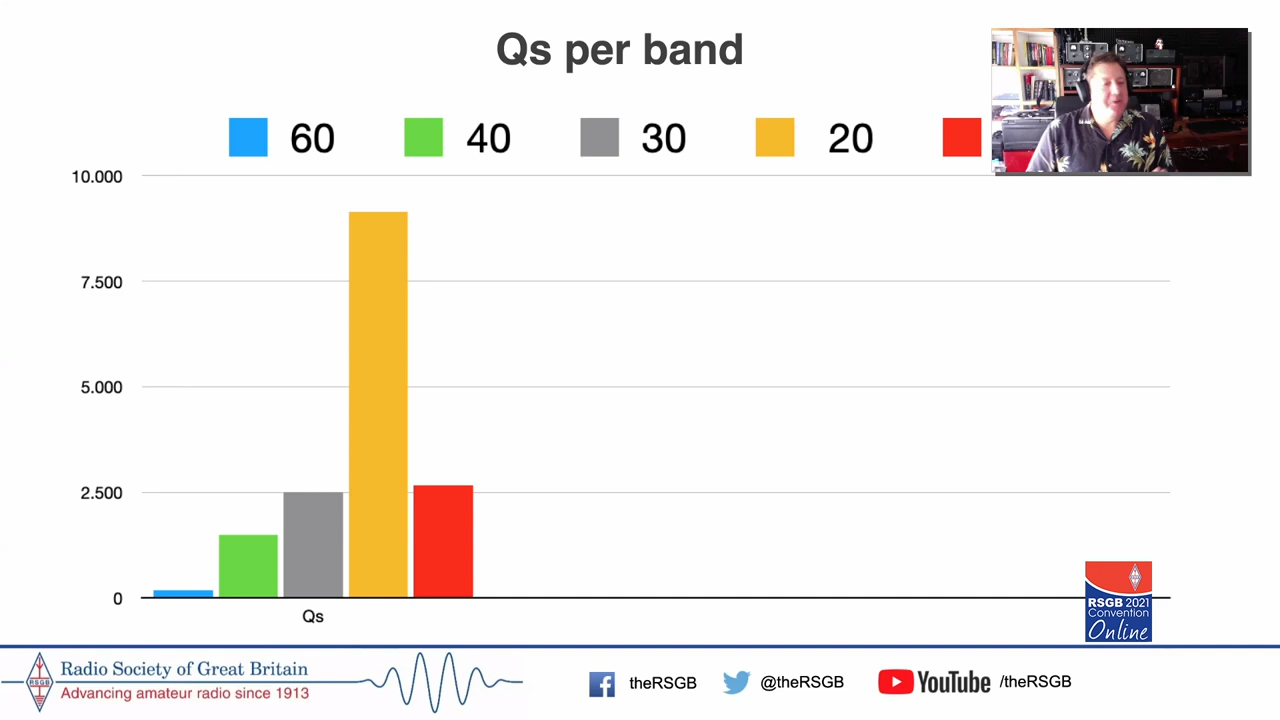 Qs per band
60
40
30
20
10.000
7.500
5.000
2.500
0
Qs
RSGB 2021
Convention
Online
RSGB
Radio Society of Great Britain
Advancing amateur radio since 1913
theRSGB
@theRSGB
YouTube /theRSGB